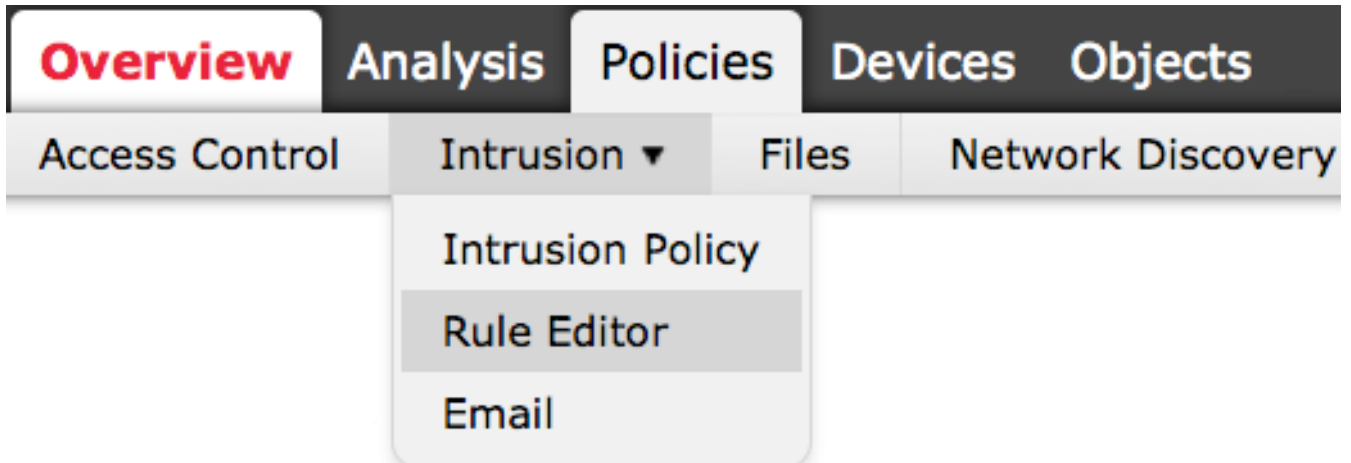 Overview Analysis Policies Devices Objects
Access Control Intrusion ▼ Files Network Discovery
Intrusion Policy
Rule Editor
Email